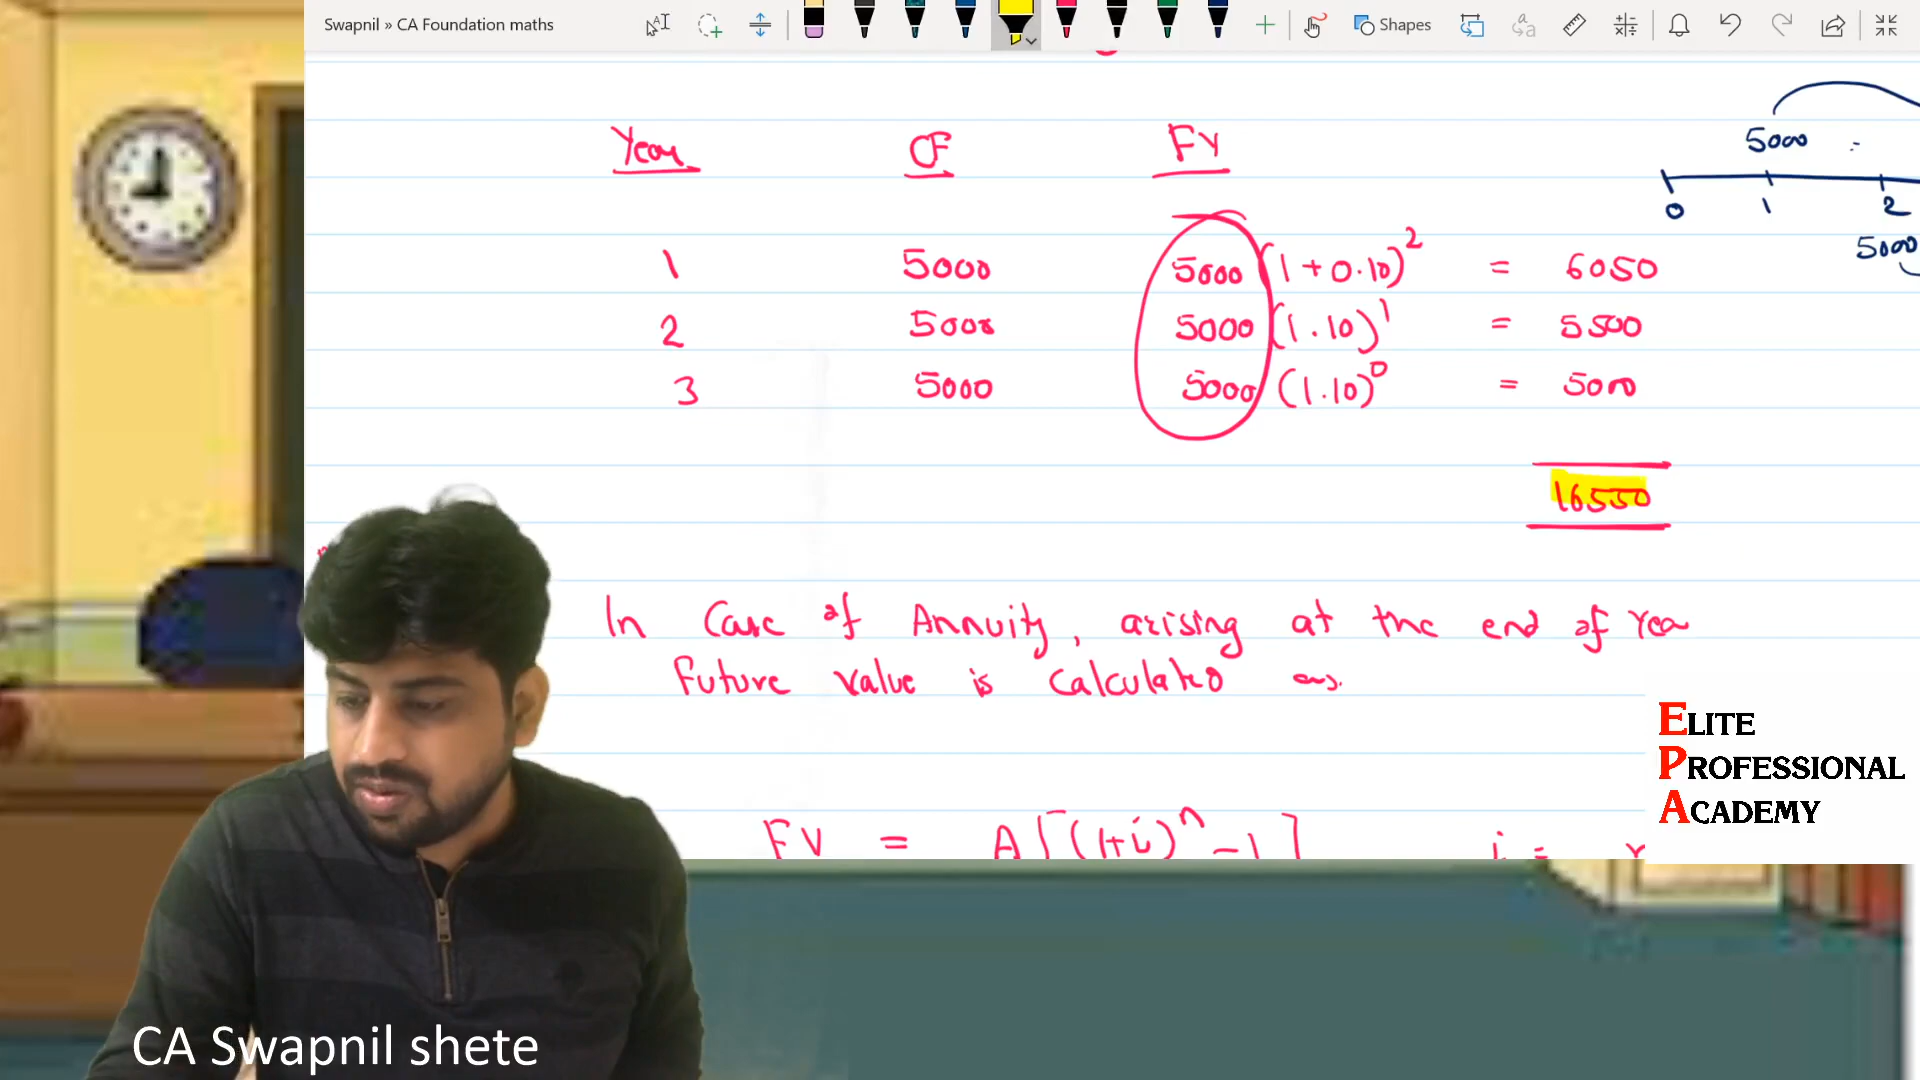 Swapnil » CA Foundation maths
Shapes
Year CF FV
1 5000 5000 (1+0.10)² = 6050
2 5000 5000 (1.10)¹ = 5500
3 5000 5000 (1.10)⁰ = 5000
16550
5000
0 1 2
5000
In Case of Annuity, arising at the end of Year
Future value is calculated as.
FV = A[(1+i)ⁿ-1] i =
ELITE
PROFESSIONAL
ACADEMY
CA Swapnil shete